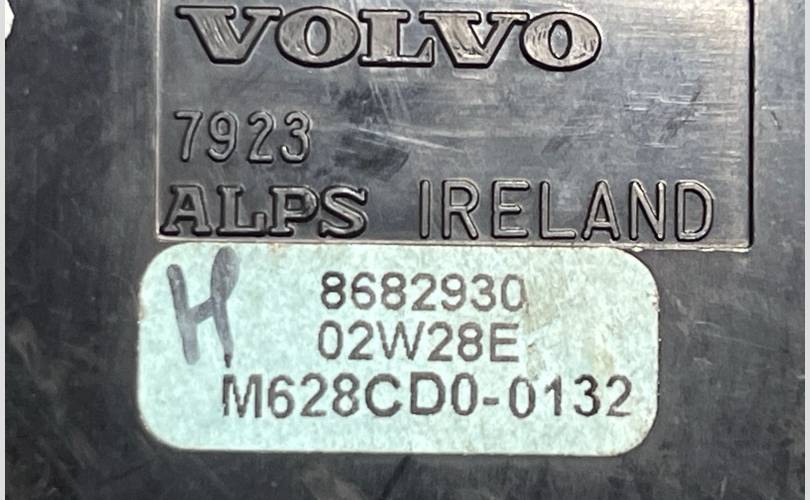 VOLVO
7923
ALPS IRELAND
H
8682930
02W28E
M628CD0-0132